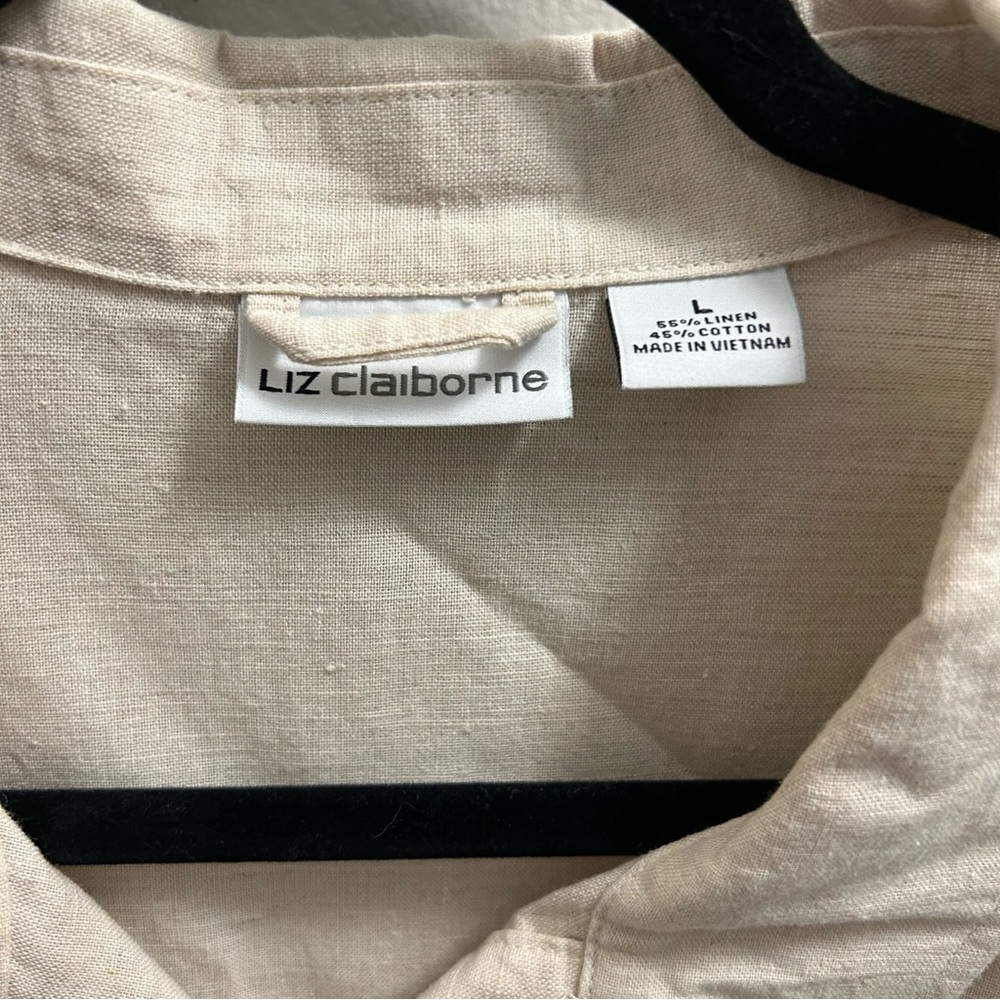 LIZ claiborne
L
55% LINEN
45% COTTON
MADE IN VIETNAM